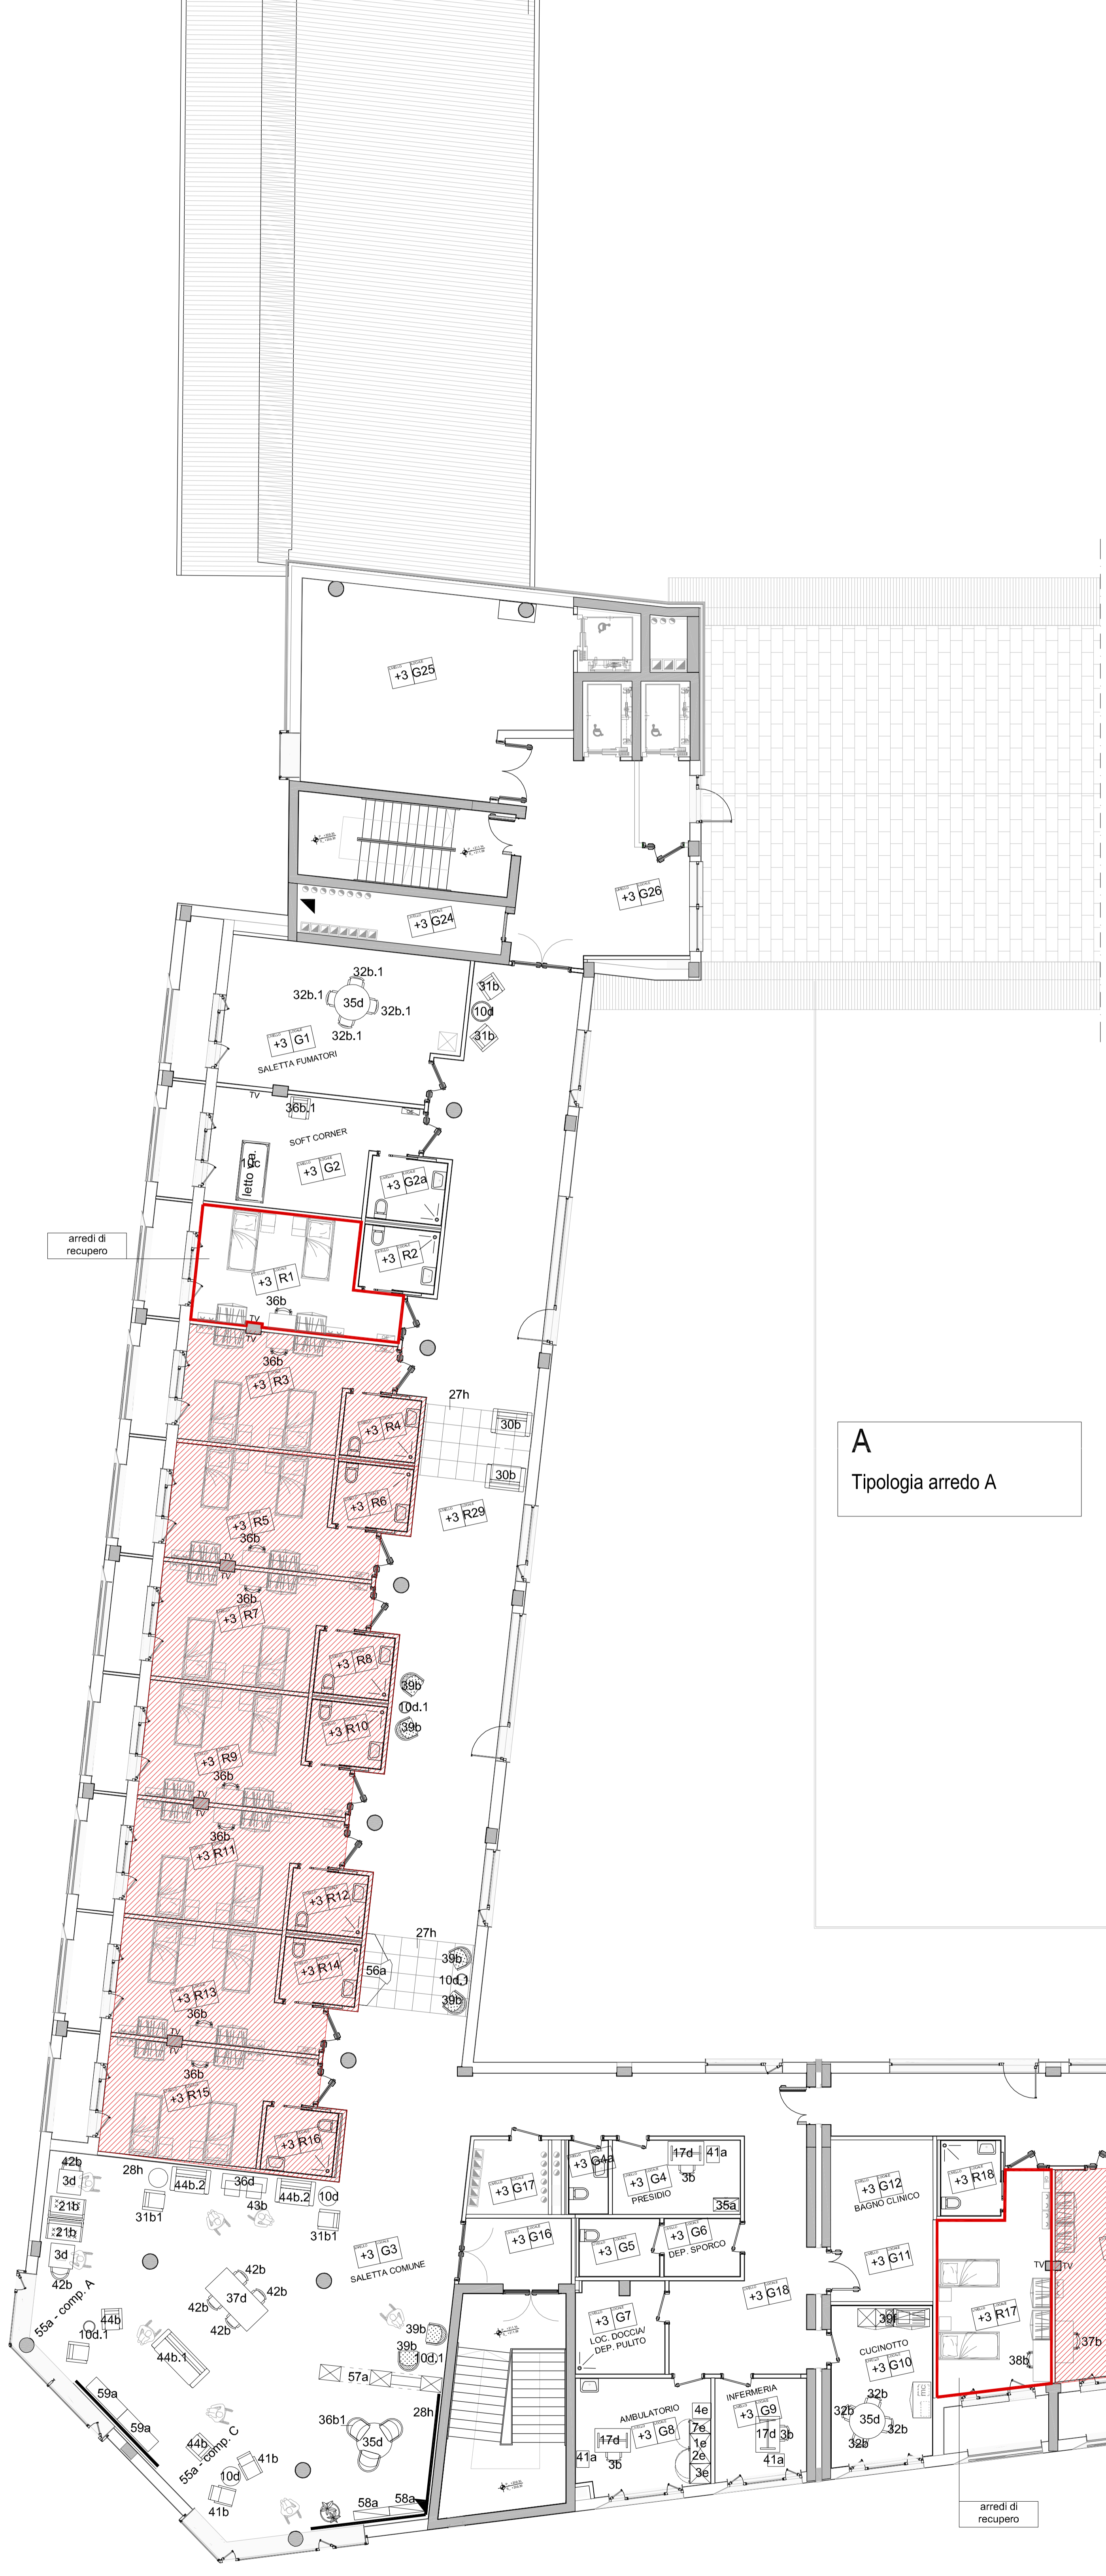 +3 G25
+3 G26
+3 G24
32b.1
32b.1
35d
32b.1
32b.1
31b
10d
31b
+3 G1
SALETTA FUMATORI
TV
36b.1
SOFT CORNER
+3 G2
+3 G2a
arredi di
recupero
+3 R2
+3 R1
36b
TV
TV
36b
+3 R3
27h
+3 R4
30b
A
Tipologia arredo A
30b
+3 R6
+3 R29
+3 R5
36b
TV
TV
36b
+3 R7
+3 R8
39b
10d.1
39b
+3 R10
+3 R9
36b
TV
TV
36b
+3 R11
+3 R12
27h
39b
56a
10d.1
39b
+3 R14
+3 R13
36b
TV
TV
36b
+3 R15
+3 R16
42b
3d
21b
21b
3d
42b
28h
31b1
44b.2
36d
43b
44b.2
10d
31b1
+3 G3
SALETTA COMUNE
+3 G17
+3 G4a
+3 G4
PRESIDIO
17d
3b
41a
35a
+3 G16
+3 G5
+3 G6
DEP. SPORCO
+3 G12
BAGNO CLINICO
+3 R18
+3 G11
TV
TV
+3 R17
37b
38b
+3 G18
+3 G7
LOC. DOCCIA/
DEP. PULITO
39f
CUCINOTTO
+3 G10
32b
35d
32b
32b
42b
42b
37d
42b
42b
55a - comp. A
44b
10d.1
44b.1
39b
39b
10d.1
57a
59a
59a
36b1
35d
28h
44b
55a - comp. C
41b
10d
41b
58a
58a
AMBULATORIO
+3 G8
17d
3b
41a
4e
7e
1e
2e
3e
INFERMERIA
+3 G9
17d
3b
41a
arredi di
recupero